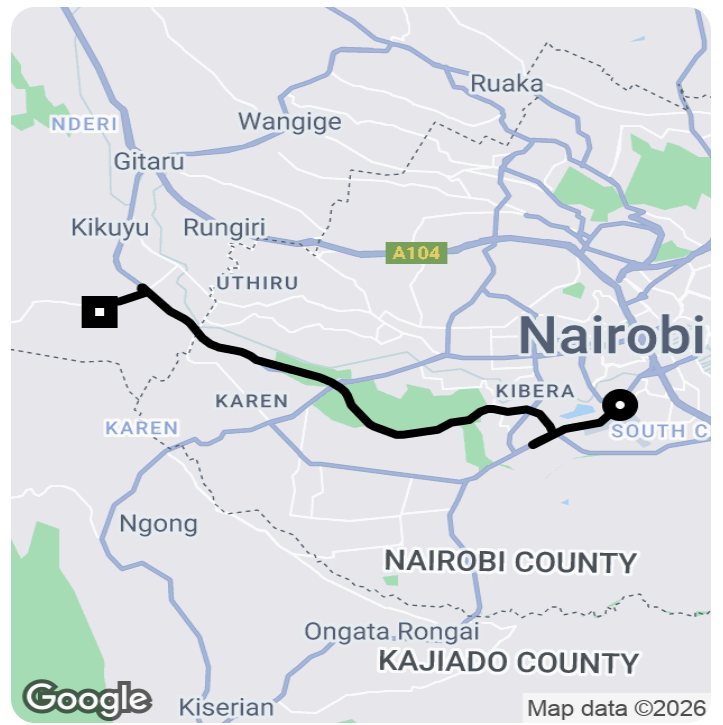 Ruaka
Wangige
NDERI
Gitaru
Kikuyu
Rungiri
A104
UTHIRU
Nairobi
KIBERA
KAREN
KAREN
SOUTH C
Ngong
NAIROBI COUNTY
Ongata Rongai
KAJIADO COUNTY
Kiserian
Google
Map data ©2026